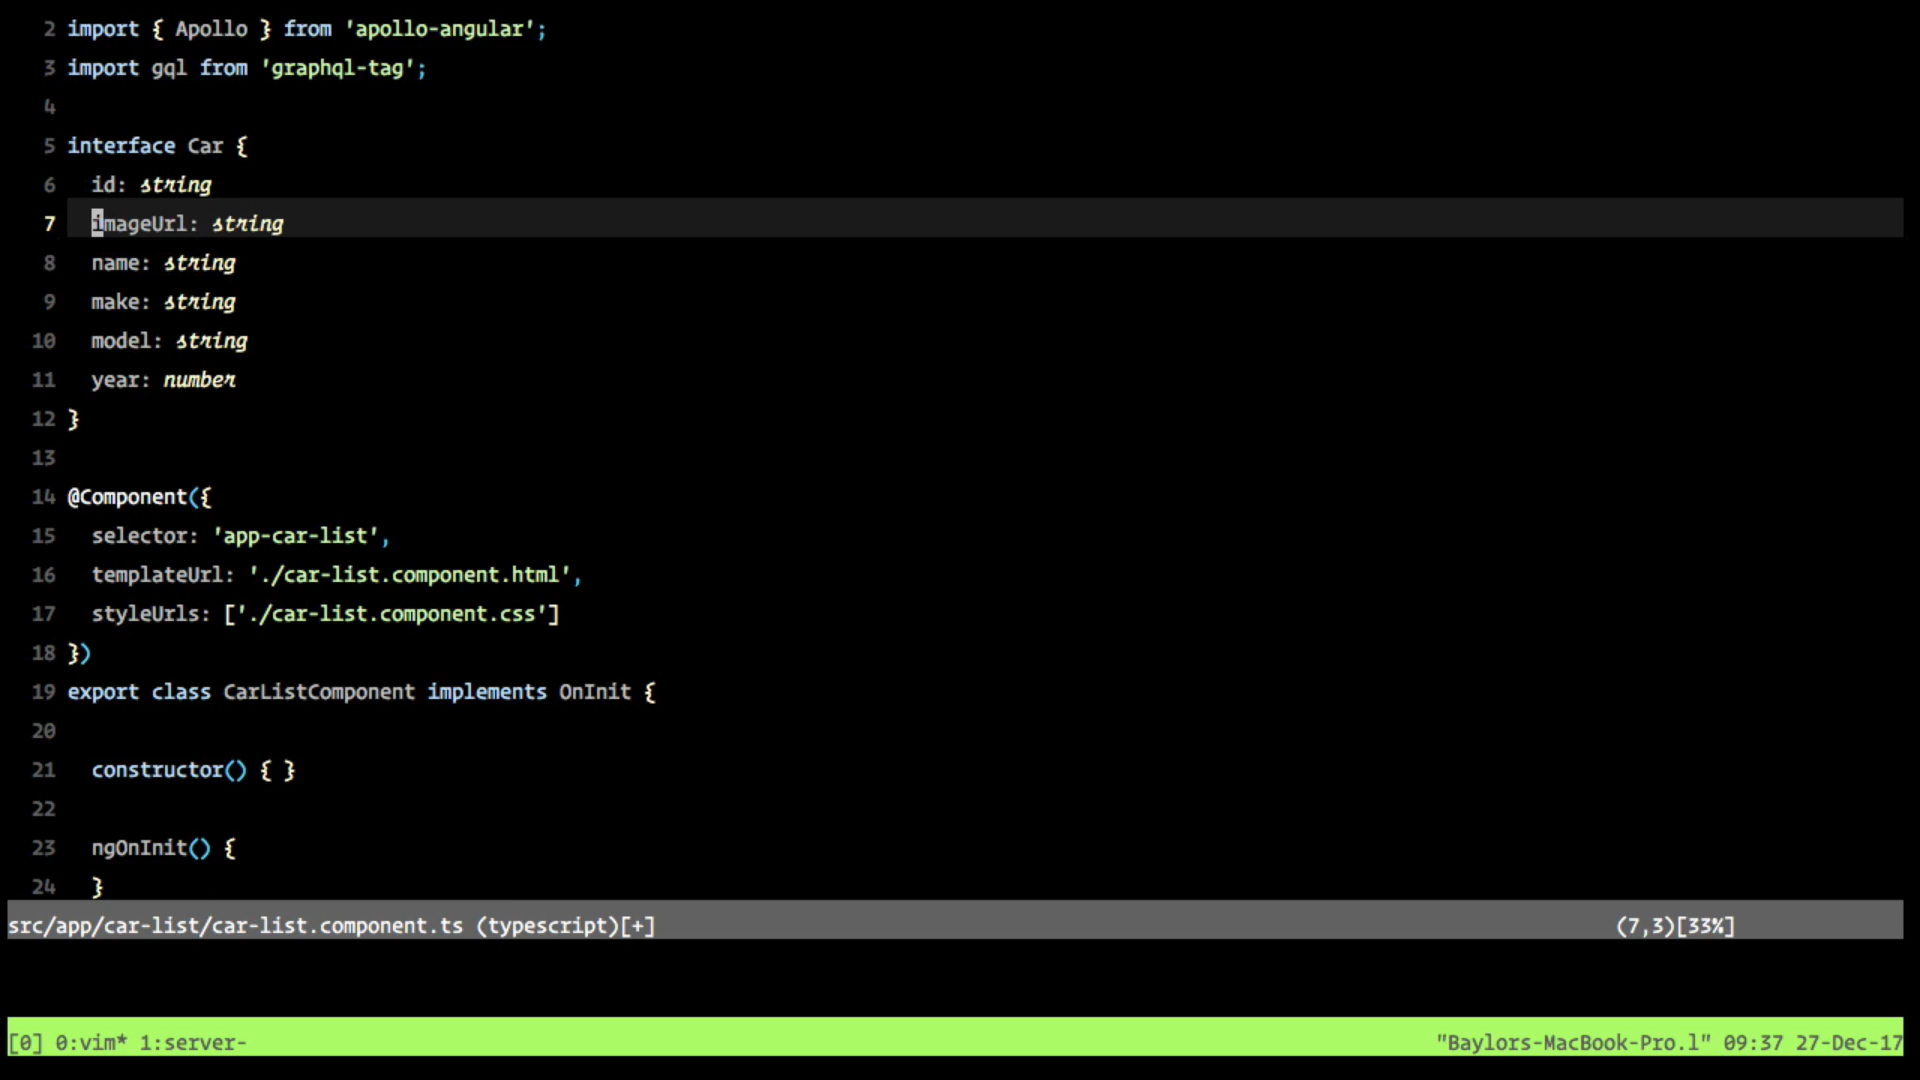 2 import { Apollo } from 'apollo-angular';
3 import gql from 'graphql-tag';
4
5 interface Car {
6   id: string
7   imageUrl: string
8   name: string
9   make: string
10   model: string
11   year: number
12 }
13
14 @Component({
15   selector: 'app-car-list',
16   templateUrl: './car-list.component.html',
17   styleUrls: ['./car-list.component.css']
18 })
19 export class CarListComponent implements OnInit {
20
21   constructor() { }
22
23   ngOnInit() {
24   }
src/app/car-list/car-list.component.ts (typescript)[+] (7,3)[33%]
[0] 0:vim* 1:server- "Baylors-MacBook-Pro.l" 09:37 27-Dec-17